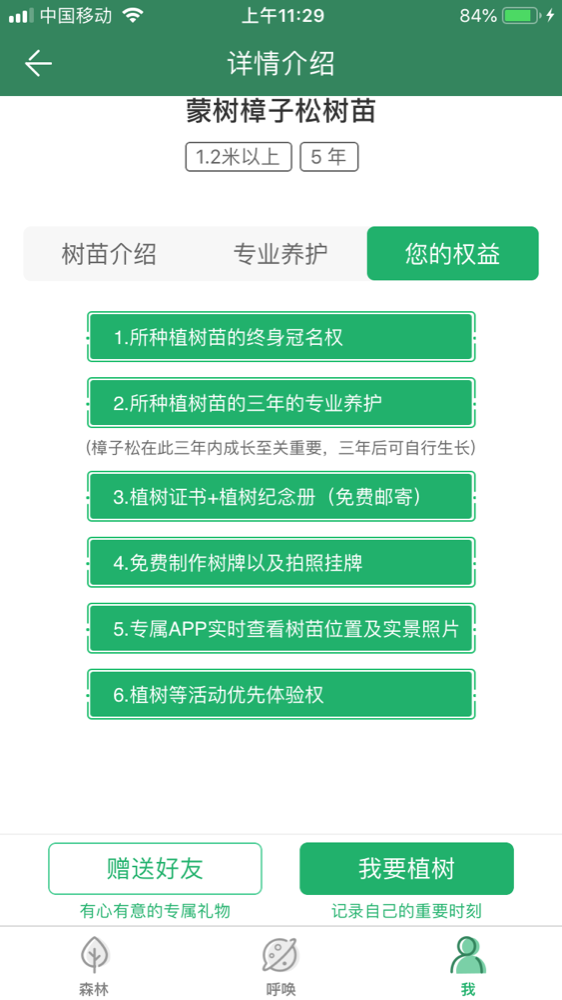 中国移动
上午11:29
84%
详情介绍
蒙树樟子松树苗
1.2米以上
5 年
树苗介绍
专业养护
您的权益
1.所种植树苗的终身冠名权
2.所种植树苗的三年的专业养护
(樟子松在此三年内成长至关重要，三年后可自行生长)
3.植树证书+植树纪念册（免费邮寄）
4.免费制作树牌以及拍照挂牌
5.专属APP实时查看树苗位置及实景照片
6.植树等活动优先体验权
赠送好友
我要植树
有心有意的专属礼物
记录自己的重要时刻
森林
呼唤
我